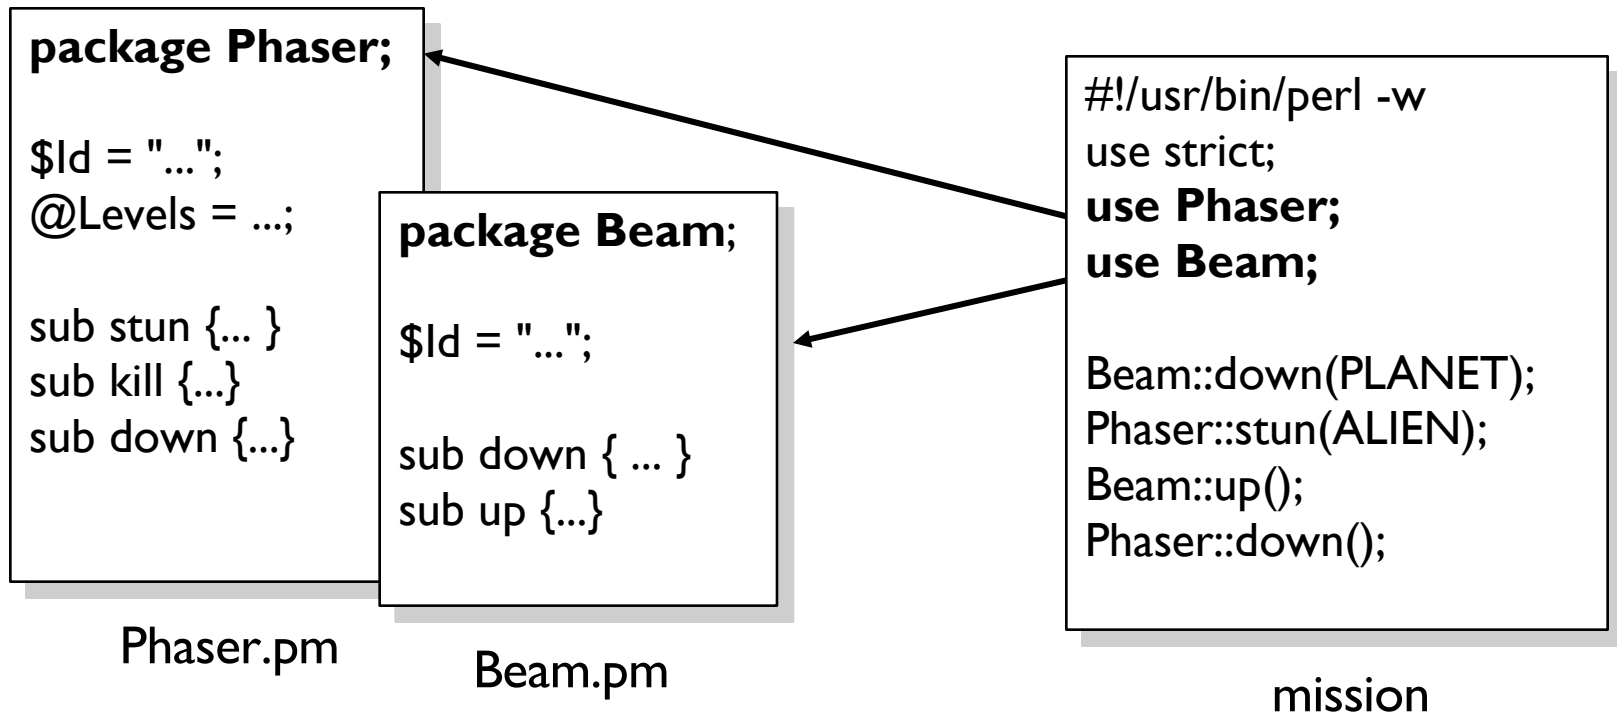 package Phaser;
$Id = "...";
@Levels = ...;
sub stun {... }
sub kill {...}
sub down {...}
Phaser.pm
package Beam;
$Id = "...";
sub down { ... }
sub up {...}
Beam.pm
#!/usr/bin/perl -w
use strict;
use Phaser;
use Beam;
Beam::down(PLANET);
Phaser::stun(ALIEN);
Beam::up();
Phaser::down();
mission